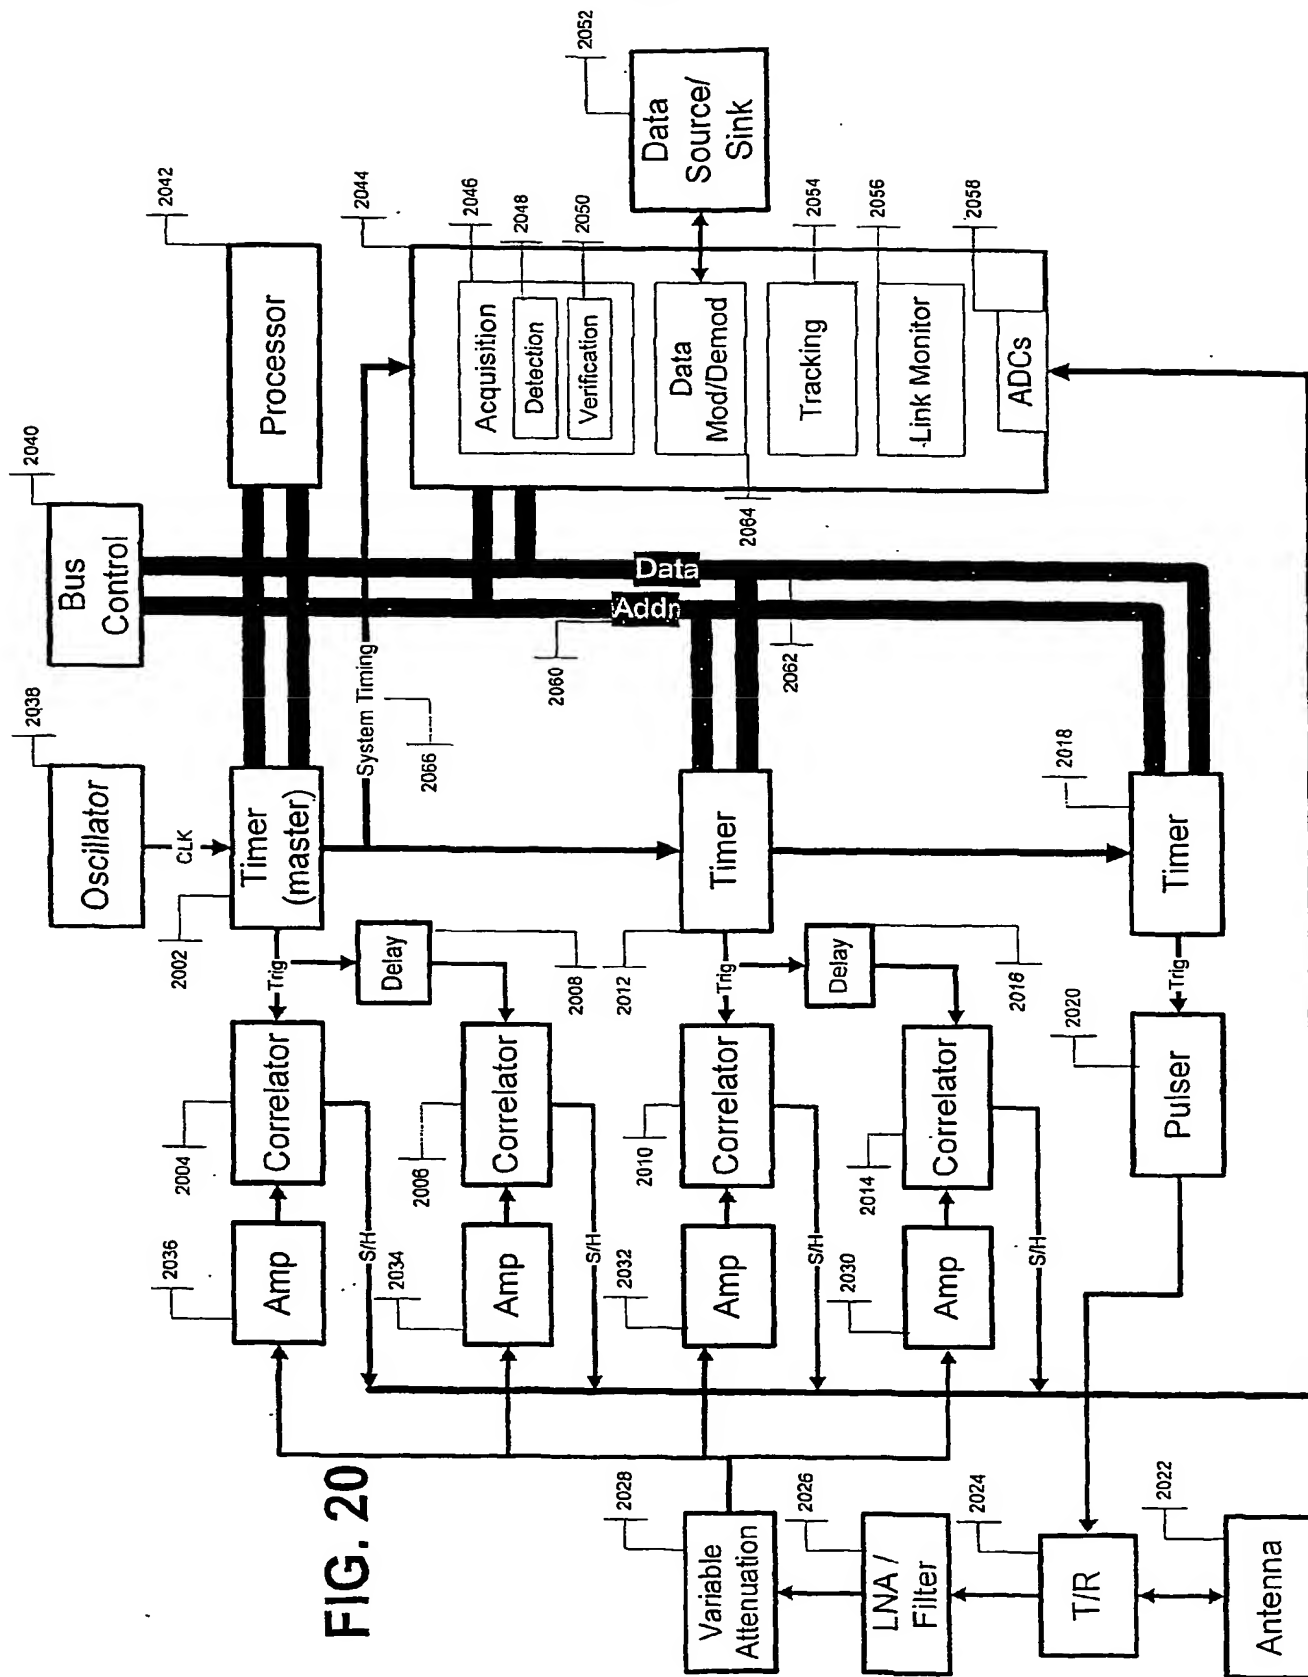 FIG. 20
2038
Oscillator
CLK
2040
Bus
Control
2042
Processor
2002
Timer
(master)
System Timing
2066
2044
2046
Acquisition
2048
Detection
2050
Verification
2052
Data
Source/
Sink
Data
Mod/Demod
2064
2054
Tracking
2056
Link Monitor
2058
ADCs
Data
Addr
2060
2062
Trig
Delay
2008
2004
Correlator
2036
Amp
S/H
2006
Correlator
2034
Amp
S/H
2012
Timer
Trig
Delay
2016
2010
Correlator
2032
Amp
S/H
2014
Correlator
2030
Amp
S/H
2018
Timer
Trig
2020
Pulser
2028
Variable
Attenuation
2026
LNA /
Filter
2024
T/R
2022
Antenna